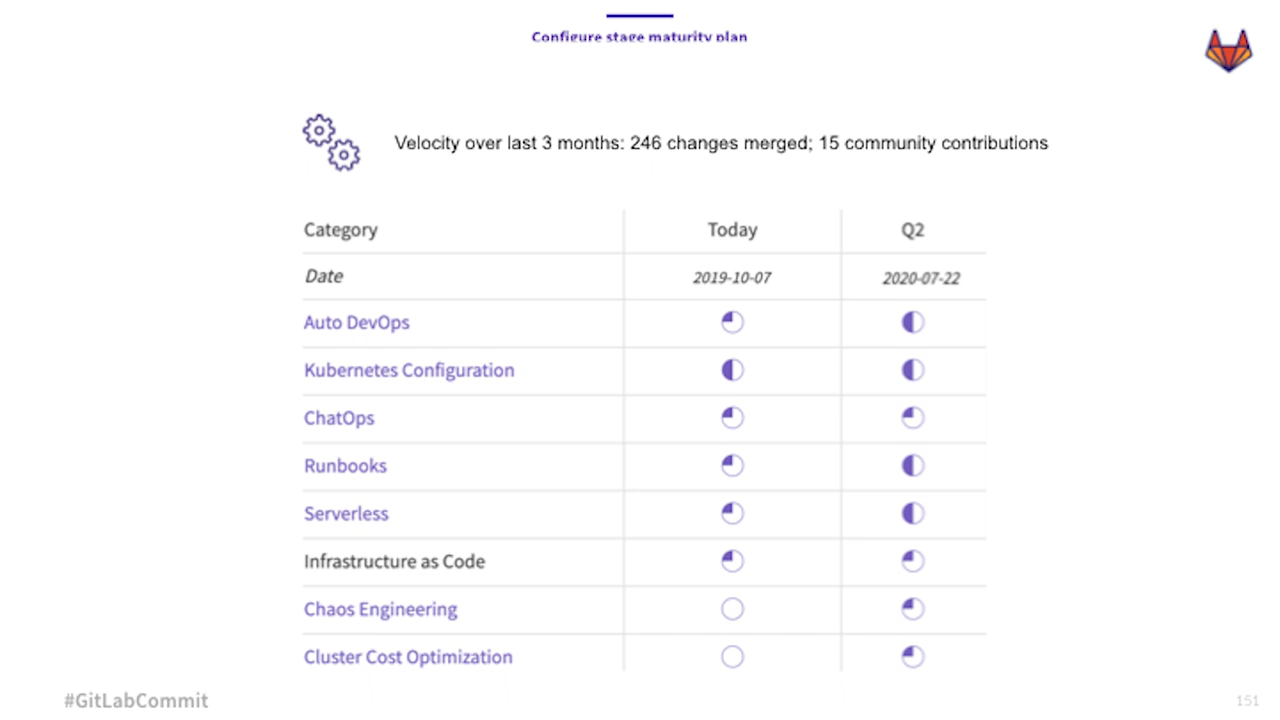 Configure stage maturity plan
Velocity over last 3 months: 246 changes merged; 15 community contributions
Category Today Q2
Date 2019-10-07 2020-07-22
Auto DevOps
Kubernetes Configuration
ChatOps
Runbooks
Serverless
Infrastructure as Code
Chaos Engineering
Cluster Cost Optimization
#GitLabCommit
151